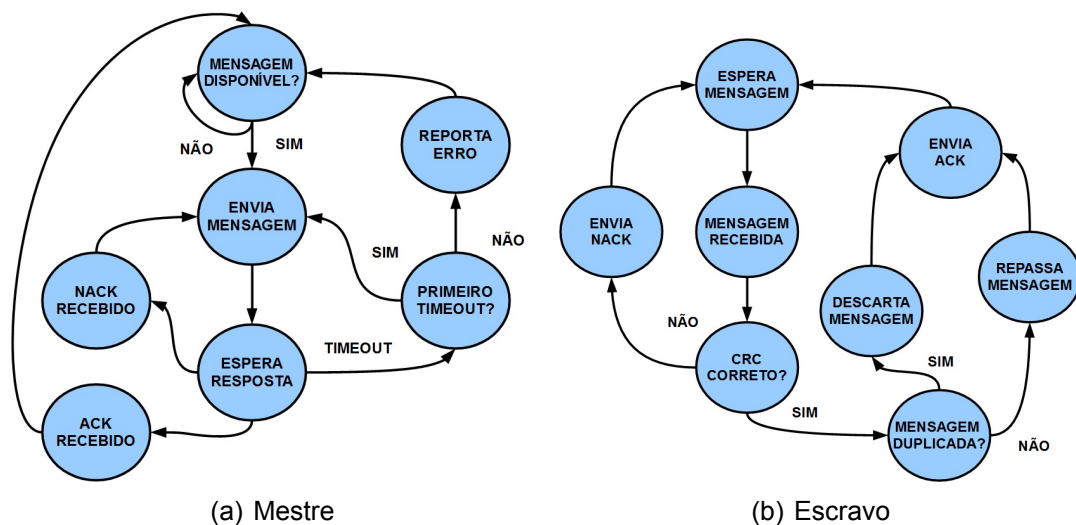 MENSAGEM
DISPONÍVEL?
NÃO
SIM
REPORTA
ERRO
ENVIA
MENSAGEM
SIM
NÃO
NACK
RECEBIDO
PRIMEIRO
TIMEOUT?
TIMEOUT
ESPERA
RESPOSTA
ACK
RECEBIDO
(a) Mestre
ESPERA
MENSAGEM
ENVIA
ACK
ENVIA
NACK
MENSAGEM
RECEBIDA
REPASSA
MENSAGEM
DESCARTA
MENSAGEM
NÃO
CRC
CORRETO?
SIM
SIM
MENSAGEM
DUPLICADA?
NÃO
(b) Escravo